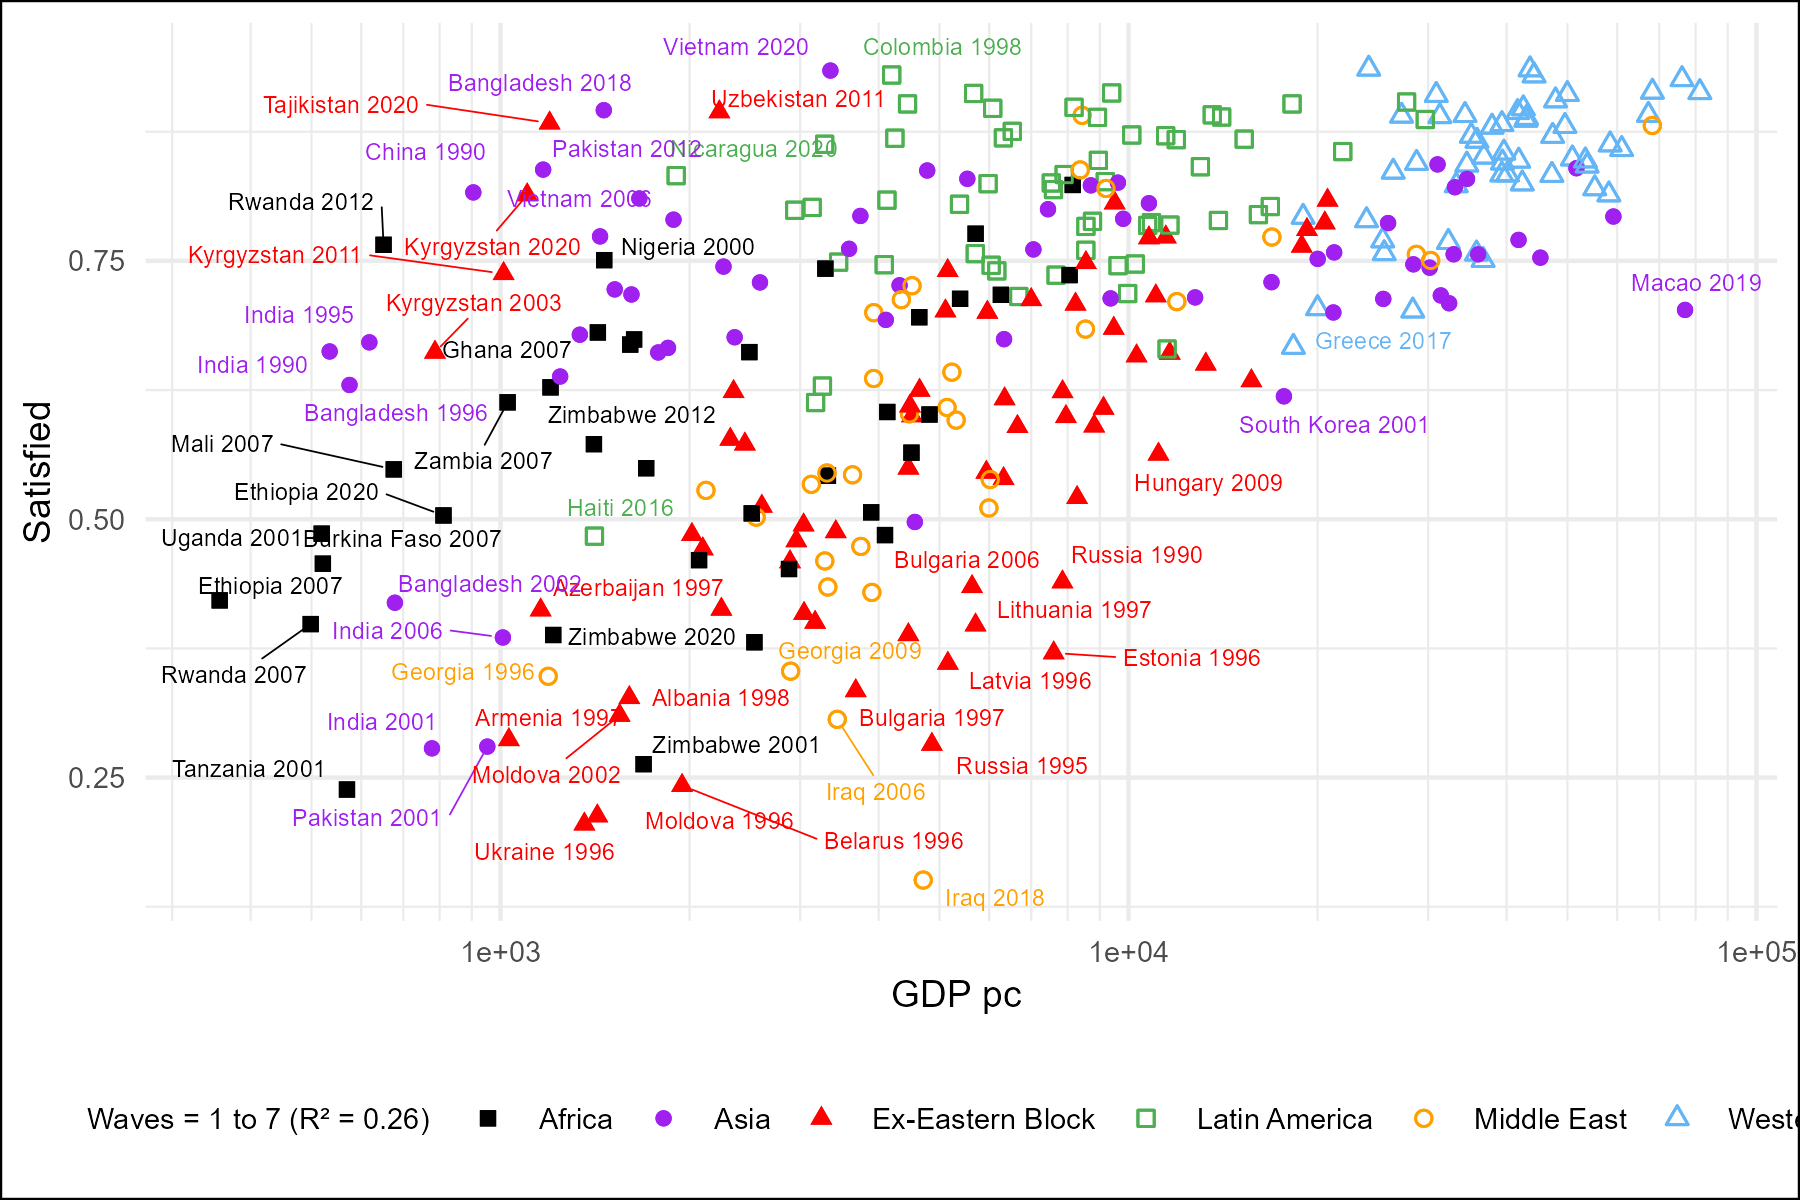 Vietnam 2020
Colombia 1998
Bangladesh 2018
Tajikistan 2020
Uzbekistan 2011
China 1990
Pakistan 2012
Nicaragua 2020
Rwanda 2012
Vietnam 2006
Kyrgyzstan 2020
Nigeria 2000
Kyrgyzstan 2011
0.75
Macao 2019
Kyrgyzstan 2003
India 1995
Greece 2017
Ghana 2007
India 1990
Bangladesh 1996
Zimbabwe 2012
South Korea 2001
Mali 2007
Zambia 2007
Satisfied
Hungary 2009
Ethiopia 2020
Haiti 2016
0.50
Uganda 2001
Burkina Faso 2007
Russia 1990
Bulgaria 2006
Ethiopia 2007
Bangladesh 2002
Azerbaijan 1997
Lithuania 1997
India 2006
Zimbabwe 2020
Georgia 2009
Estonia 1996
Rwanda 2007
Georgia 1996
Latvia 1996
Albania 1998
India 2001
Armenia 1997
Bulgaria 1997
Zimbabwe 2001
Tanzania 2001
Moldova 2002
Russia 1995
0.25
Iraq 2006
Pakistan 2001
Moldova 1996
Belarus 1996
Ukraine 1996
Iraq 2018
1e+03
1e+04
1e+05
GDP pc
Waves = 1 to 7 (R² = 0.26)
Africa
Asia
Ex-Eastern Block
Latin America
Middle East